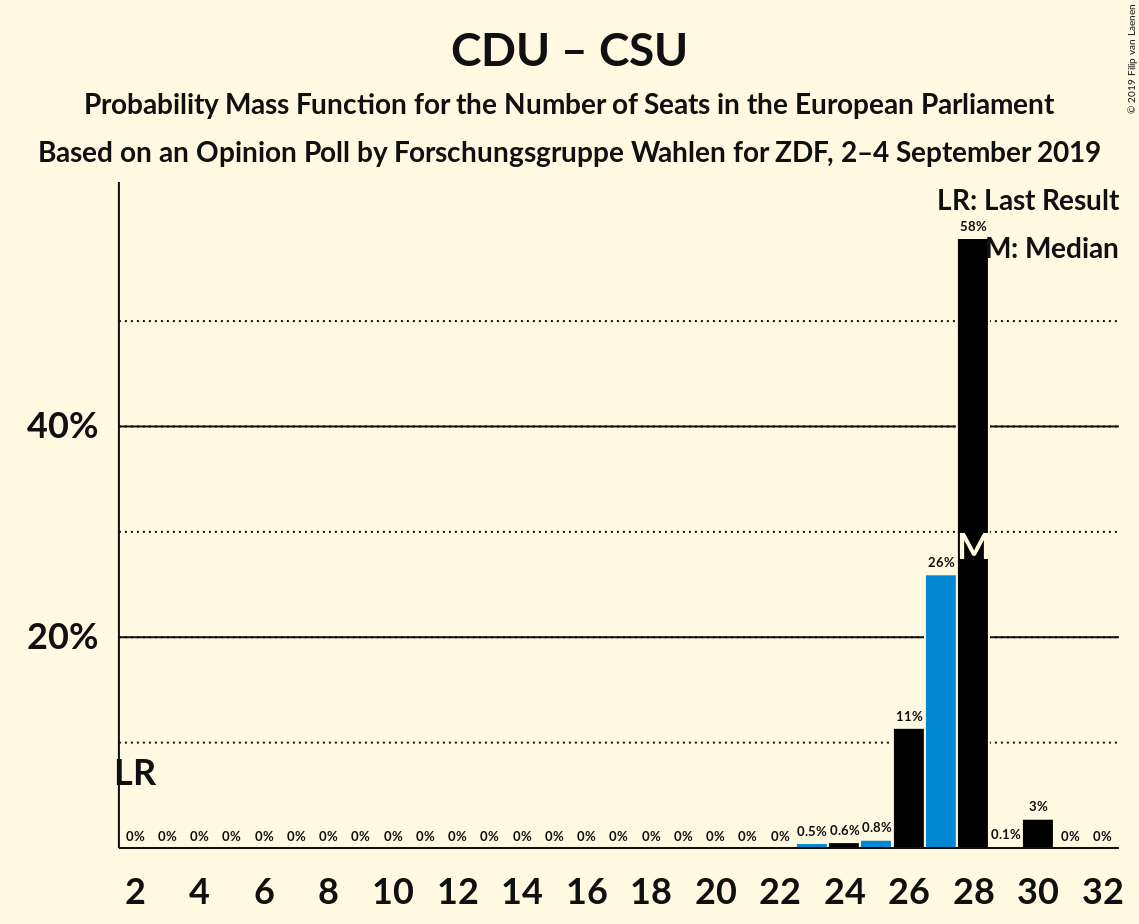 © 2019 Filip van Laenen
CDU – CSU
Probability Mass Function for the Number of Seats in the European Parliament
Based on an Opinion Poll by Forschungsgruppe Wahlen for ZDF, 2–4 September 2019
LR: Last Result
M: Median
58%
40%
M
26%
20%
11%
LR
0% 0% 0% 0% 0% 0% 0% 0% 0% 0% 0% 0% 0% 0% 0% 0% 0% 0% 0% 0% 0% 0.5% 0.6% 0.8% 0.1% 3% 0% 0%
2 4 6 8 10 12 14 16 18 20 22 24 26 28 30 32